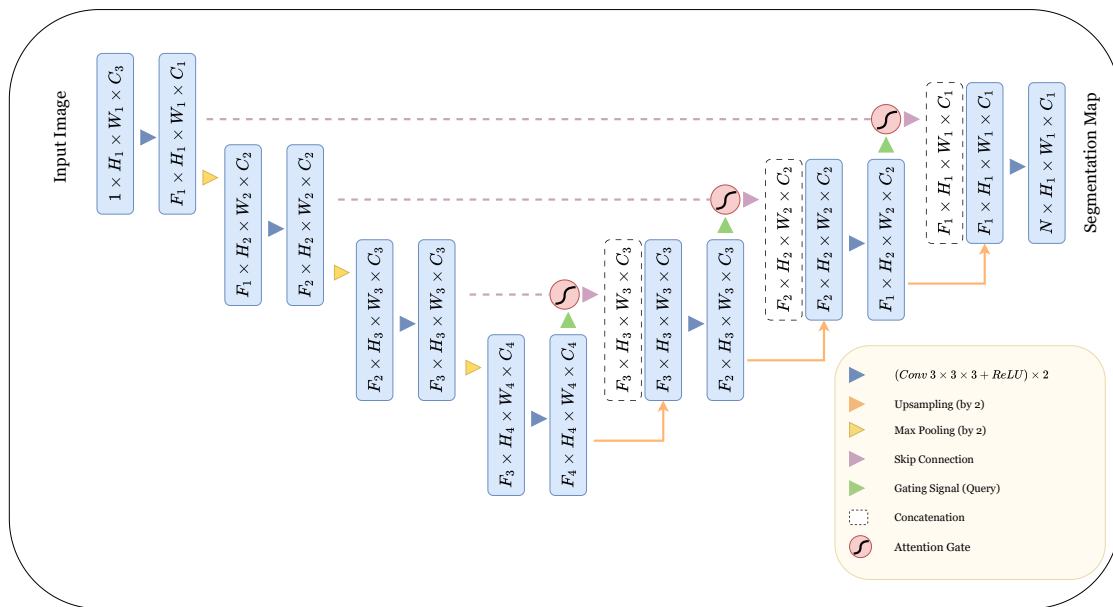 Input Image
1 × H₁ × W₁ × C₃
F₁ × H₁ × W₁ × C₁
F₁ × H₂ × W₂ × C₂
F₂ × H₂ × W₂ × C₂
F₂ × H₃ × W₃ × C₃
F₃ × H₃ × W₃ × C₃
F₃ × H₄ × W₄ × C₄
F₄ × H₄ × W₄ × C₄
F₃ × H₃ × W₃ × C₃
F₃ × H₃ × W₃ × C₃
F₂ × H₃ × W₃ × C₃
F₂ × H₂ × W₂ × C₂
F₂ × H₂ × W₂ × C₂
F₁ × H₂ × W₂ × C₂
F₁ × H₁ × W₁ × C₁
F₁ × H₁ × W₁ × C₁
N × H₁ × W₁ × C₁
Segmentation Map
(Conv 3 × 3 × 3 + ReLU) × 2
Upsampling (by 2)
Max Pooling (by 2)
Skip Connection
Gating Signal (Query)
Concatenation
Attention Gate